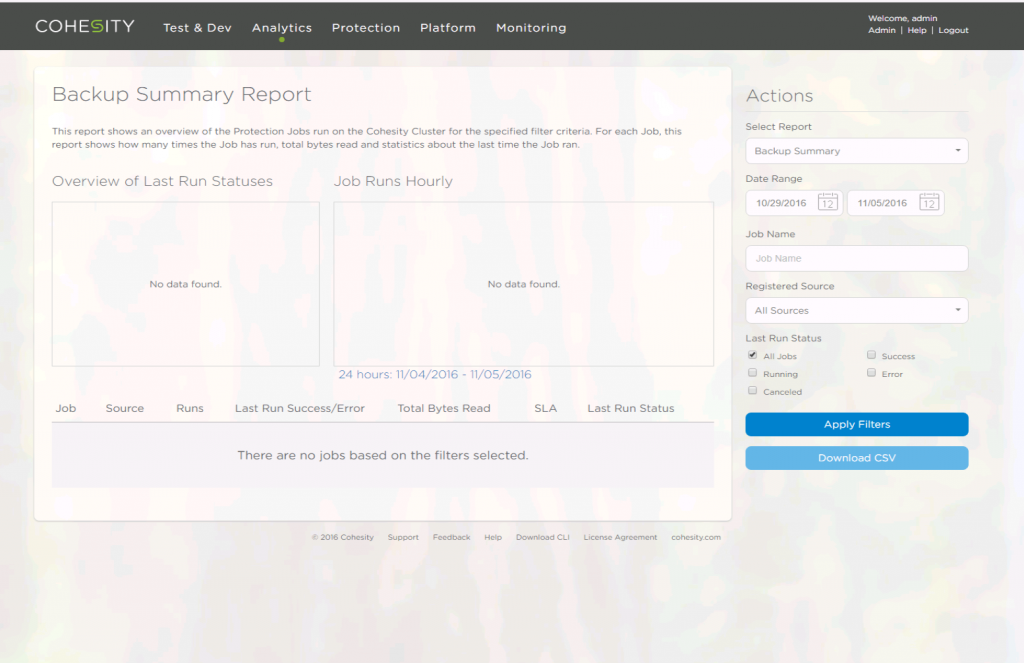 COHESITY
Test & Dev
Analytics
Protection
Platform
Monitoring
Welcome, admin
Admin | Help | Logout
Backup Summary Report
This report shows an overview of the Protection Jobs run on the Cohesity Cluster for the specified filter criteria. For each Job, this
report shows how many times the Job has run, total bytes read and statistics about the last time the Job ran.
Overview of Last Run Statuses
Job Runs Hourly
No data found.
No data found.
24 hours: 11/04/2016 - 11/05/2016
Job Source Runs Last Run Success/Error Total Bytes Read SLA Last Run Status
There are no jobs based on the filters selected.
Actions
Select Report
Backup Summary
Date Range
10/29/2016 12 11/05/2016 12
Job Name
Job Name
Registered Source
All Sources
Last Run Status
All Jobs Success
Running Error
Canceled
Apply Filters
Download CSV
© 2016 Cohesity Support Feedback Help Download CLI License Agreement cohesity.com